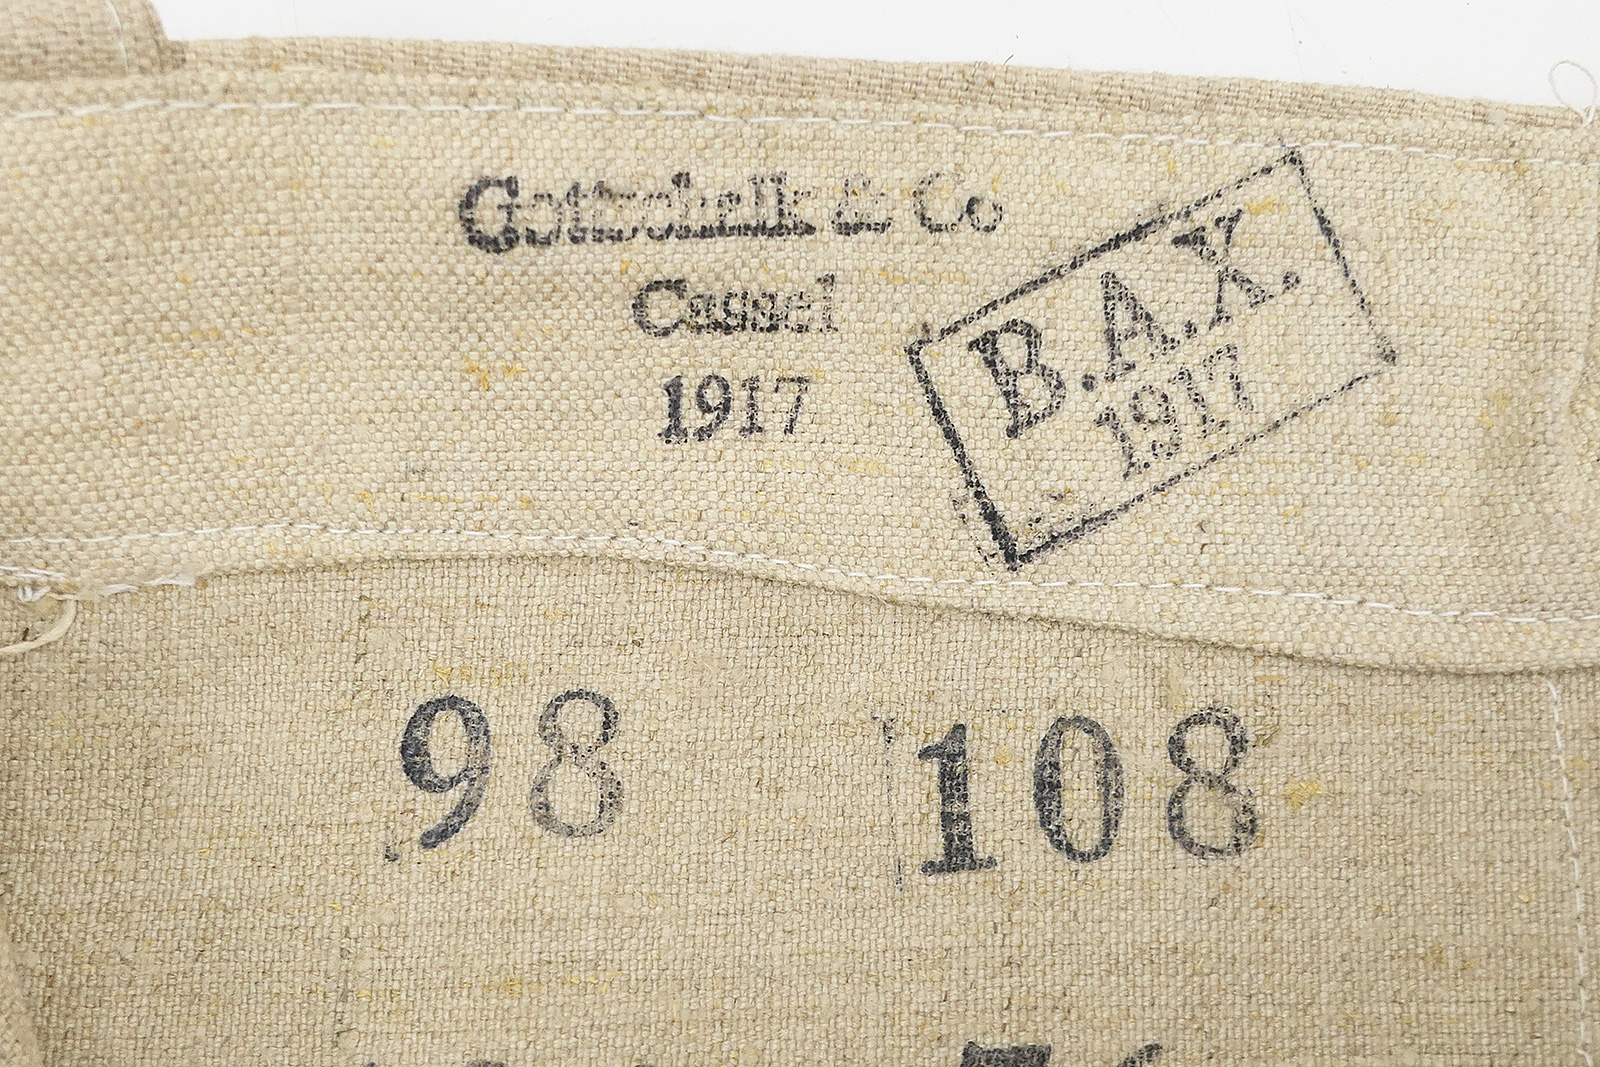 Gottschalk & Co
Cassel
1917
B.A.X.
1917
98 108